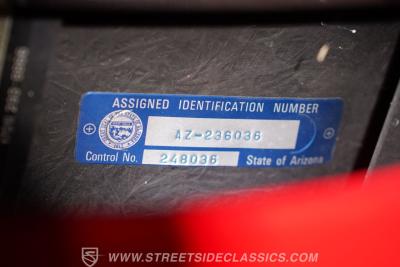 ASSIGNED IDENTIFICATION NUMBER
AZ-236036
Control No. 248036 State of Arizona
WWW.STREETSIDECLASSICS.COM